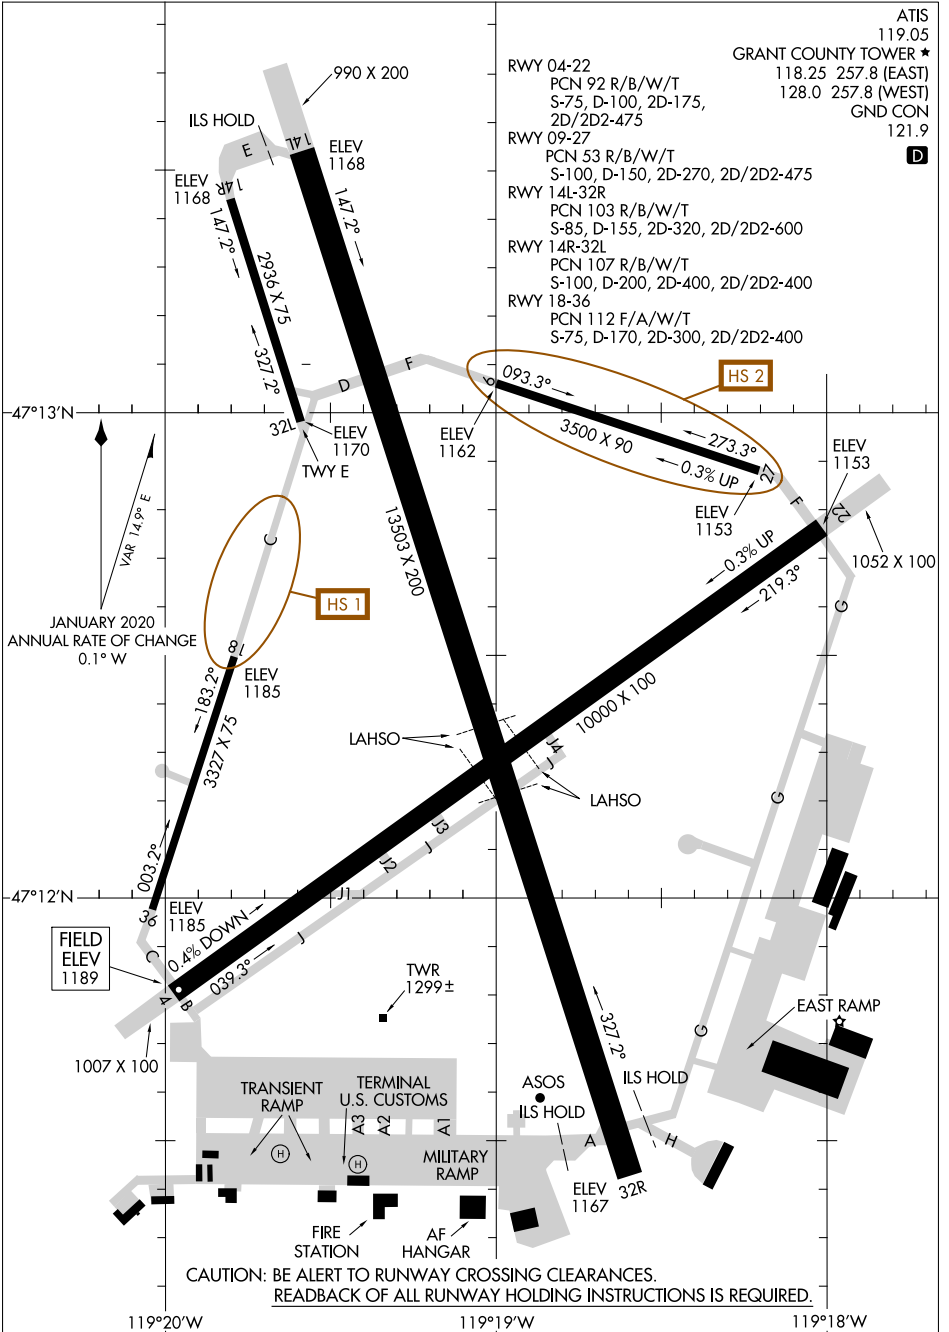 ATIS
119.05
GRANT COUNTY TOWER ★
118.25 257.8 (EAST)
128.0 257.8 (WEST)
GND CON
121.9
D
RWY 04-22
PCN 92 R/B/W/T
S-75, D-100, 2D-175,
2D/2D2-475
RWY 09-27
PCN 53 R/B/W/T
S-100, D-150, 2D-270, 2D/2D2-475
RWY 14L-32R
PCN 103 R/B/W/T
S-85, D-155, 2D-320, 2D/2D2-600
RWY 14R-32L
PCN 107 R/B/W/T
S-100, D-200, 2D-400, 2D/2D2-400
RWY 18-36
PCN 112 F/A/W/T
S-75, D-170, 2D-300, 2D/2D2-400
990 X 200
ILS HOLD
E
14L
ELEV
1168
ELEV
1168
14R
147.2°
147.2°
2936 X 75
327.2°
D
F
9
093.3°
HS 2
47°13'N
32L
ELEV
1170
TWY E
ELEV
1162
3500 X 90
273.3°
0.3% UP
27
ELEV
1153
ELEV
1153
F
22
1052 X 100
VAR 14.9° E
JANUARY 2020
ANNUAL RATE OF CHANGE
0.1° W
C
HS 1
13503 X 200
0.3% UP
219.3°
G
18
ELEV
1185
183.2°
3327 X 75
003.2°
10000 X 100
LAHSO
LAHSO
J4
J
G
J3
J
J2
J1
47°12'N
36
ELEV
1185
C
FIELD
ELEV
1189
0.4% DOWN
039.3°
J
4
B
1007 X 100
TWR
1299±
327.2°
G
EAST RAMP
TRANSIENT
RAMP
TERMINAL
U.S. CUSTOMS
A3
A2
A1
ASOS
ILS HOLD
ILS HOLD
A
H
H
H
MILITARY
RAMP
ELEV
1167
32R
FIRE
STATION
AF
HANGAR
CAUTION: BE ALERT TO RUNWAY CROSSING CLEARANCES.
READBACK OF ALL RUNWAY HOLDING INSTRUCTIONS IS REQUIRED.
119°20'W
119°19'W
119°18'W